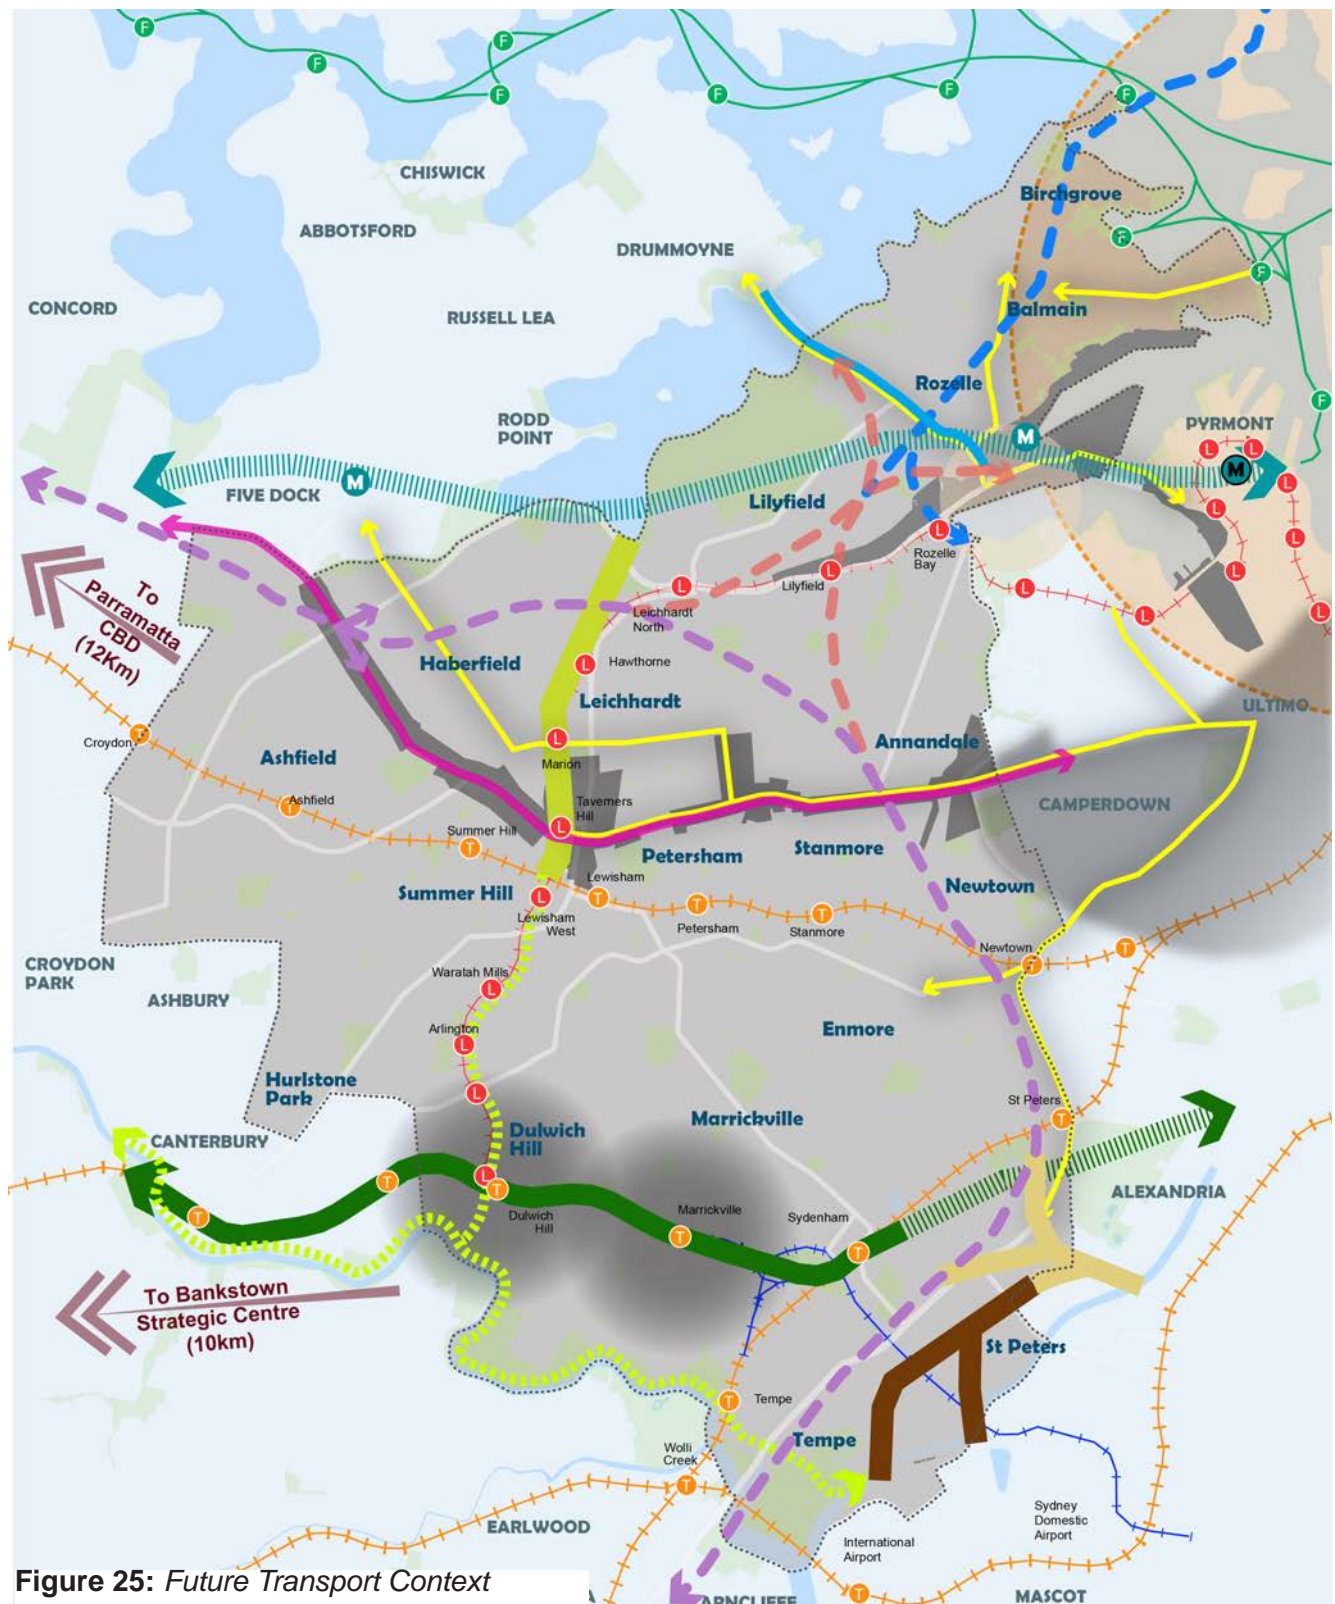 F
F
F
F
F
F
F
CHISWICK
ABBOTSFORD
Birchgrove
DRUMMOYNE
F
F
CONCORD
RUSSELL LEA
Balmain
Rozelle
F
RODD
POINT
PYRMONT
M
L
L
M
FIVE DOCK
M
L
Lilyfield
L
L
L
Rozelle
Bay
To
Parramatta
CBD
(12Km)
L
Lilyfield
L
L
L
L
L
Leichhardt
North
Haberfield
L
Hawthorne
Leichhardt
ULTIMO
T
Croydon
L
Marion
Annandale
Ashfield
T
Ashfield
Taverners
Hill
CAMPERDOWN
Summer Hill
T
L
Petersham
Stanmore
Summer Hill
Lewisham
T
L
Lewisham
West
T
Petersham
T
Stanmore
Newtown
Newtown
T
T
CROYDON
PARK
ASHBURY
Waratah Mills
L
Arlington
L
Enmore
Hurlstone
Park
L
St Peters
T
CANTERBURY
Dulwich
Hill
Marrickville
L
T
T
T
Dulwich
Hill
Marrickville
T
Sydenham
T
ALEXANDRIA
To Bankstown
Strategic Centre
(10km)
St Peters
Tempe
T
Tempe
Wolli
Creek
T
EARLWOOD
Sydney
Domestic
Airport
International
Airport
T
MASCOT
ARNCLIFFE
Figure 25: Future Transport Context